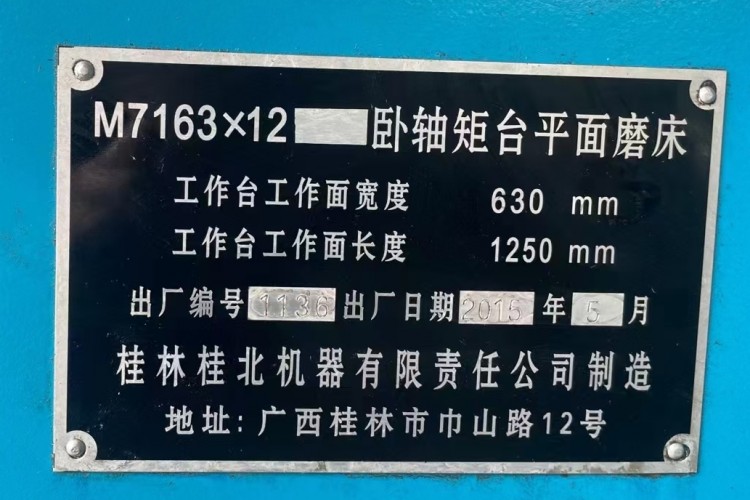 M7163×12 卧轴矩台平面磨床
工作台工作面宽度 630 mm
工作台工作面长度 1250 mm
出厂编号 1136 出厂日期 2015 年 5 月
桂林桂北机器有限责任公司制造
地址:广西桂林市巾山路12号